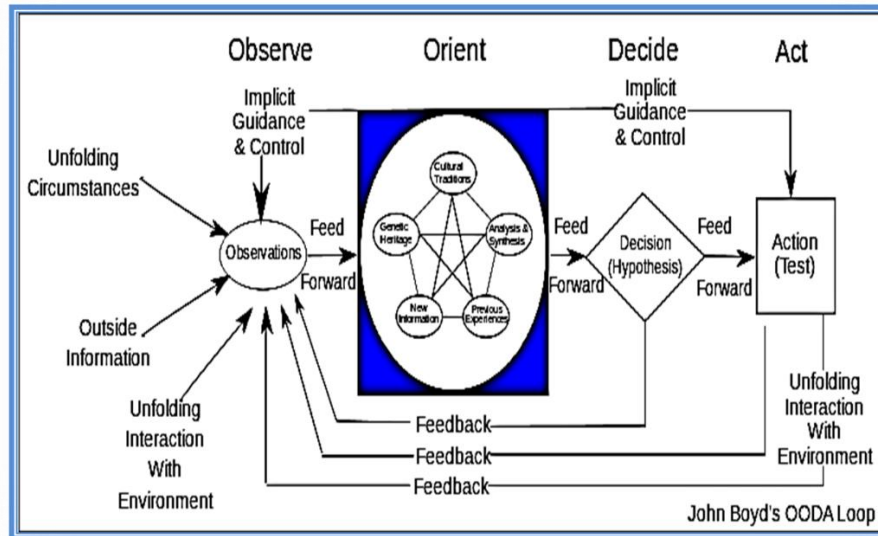 Observe
Orient
Decide
Act
Implicit
Guidance
& Control
Implicit
Guidance
& Control
Unfolding
Circumstances
Cultural
Traditions
Genetic
Heritage
Analysis &
Synthesis
New
Information
Previous
Experiences
Observations
Feed
Forward
Feed
Forward
Decision
(Hypothesis)
Feed
Forward
Action
(Test)
Outside
Information
Unfolding
Interaction
With
Environment
Unfolding
Interaction
With
Environment
Feedback
Feedback
Feedback
John Boyd's OODA Loop